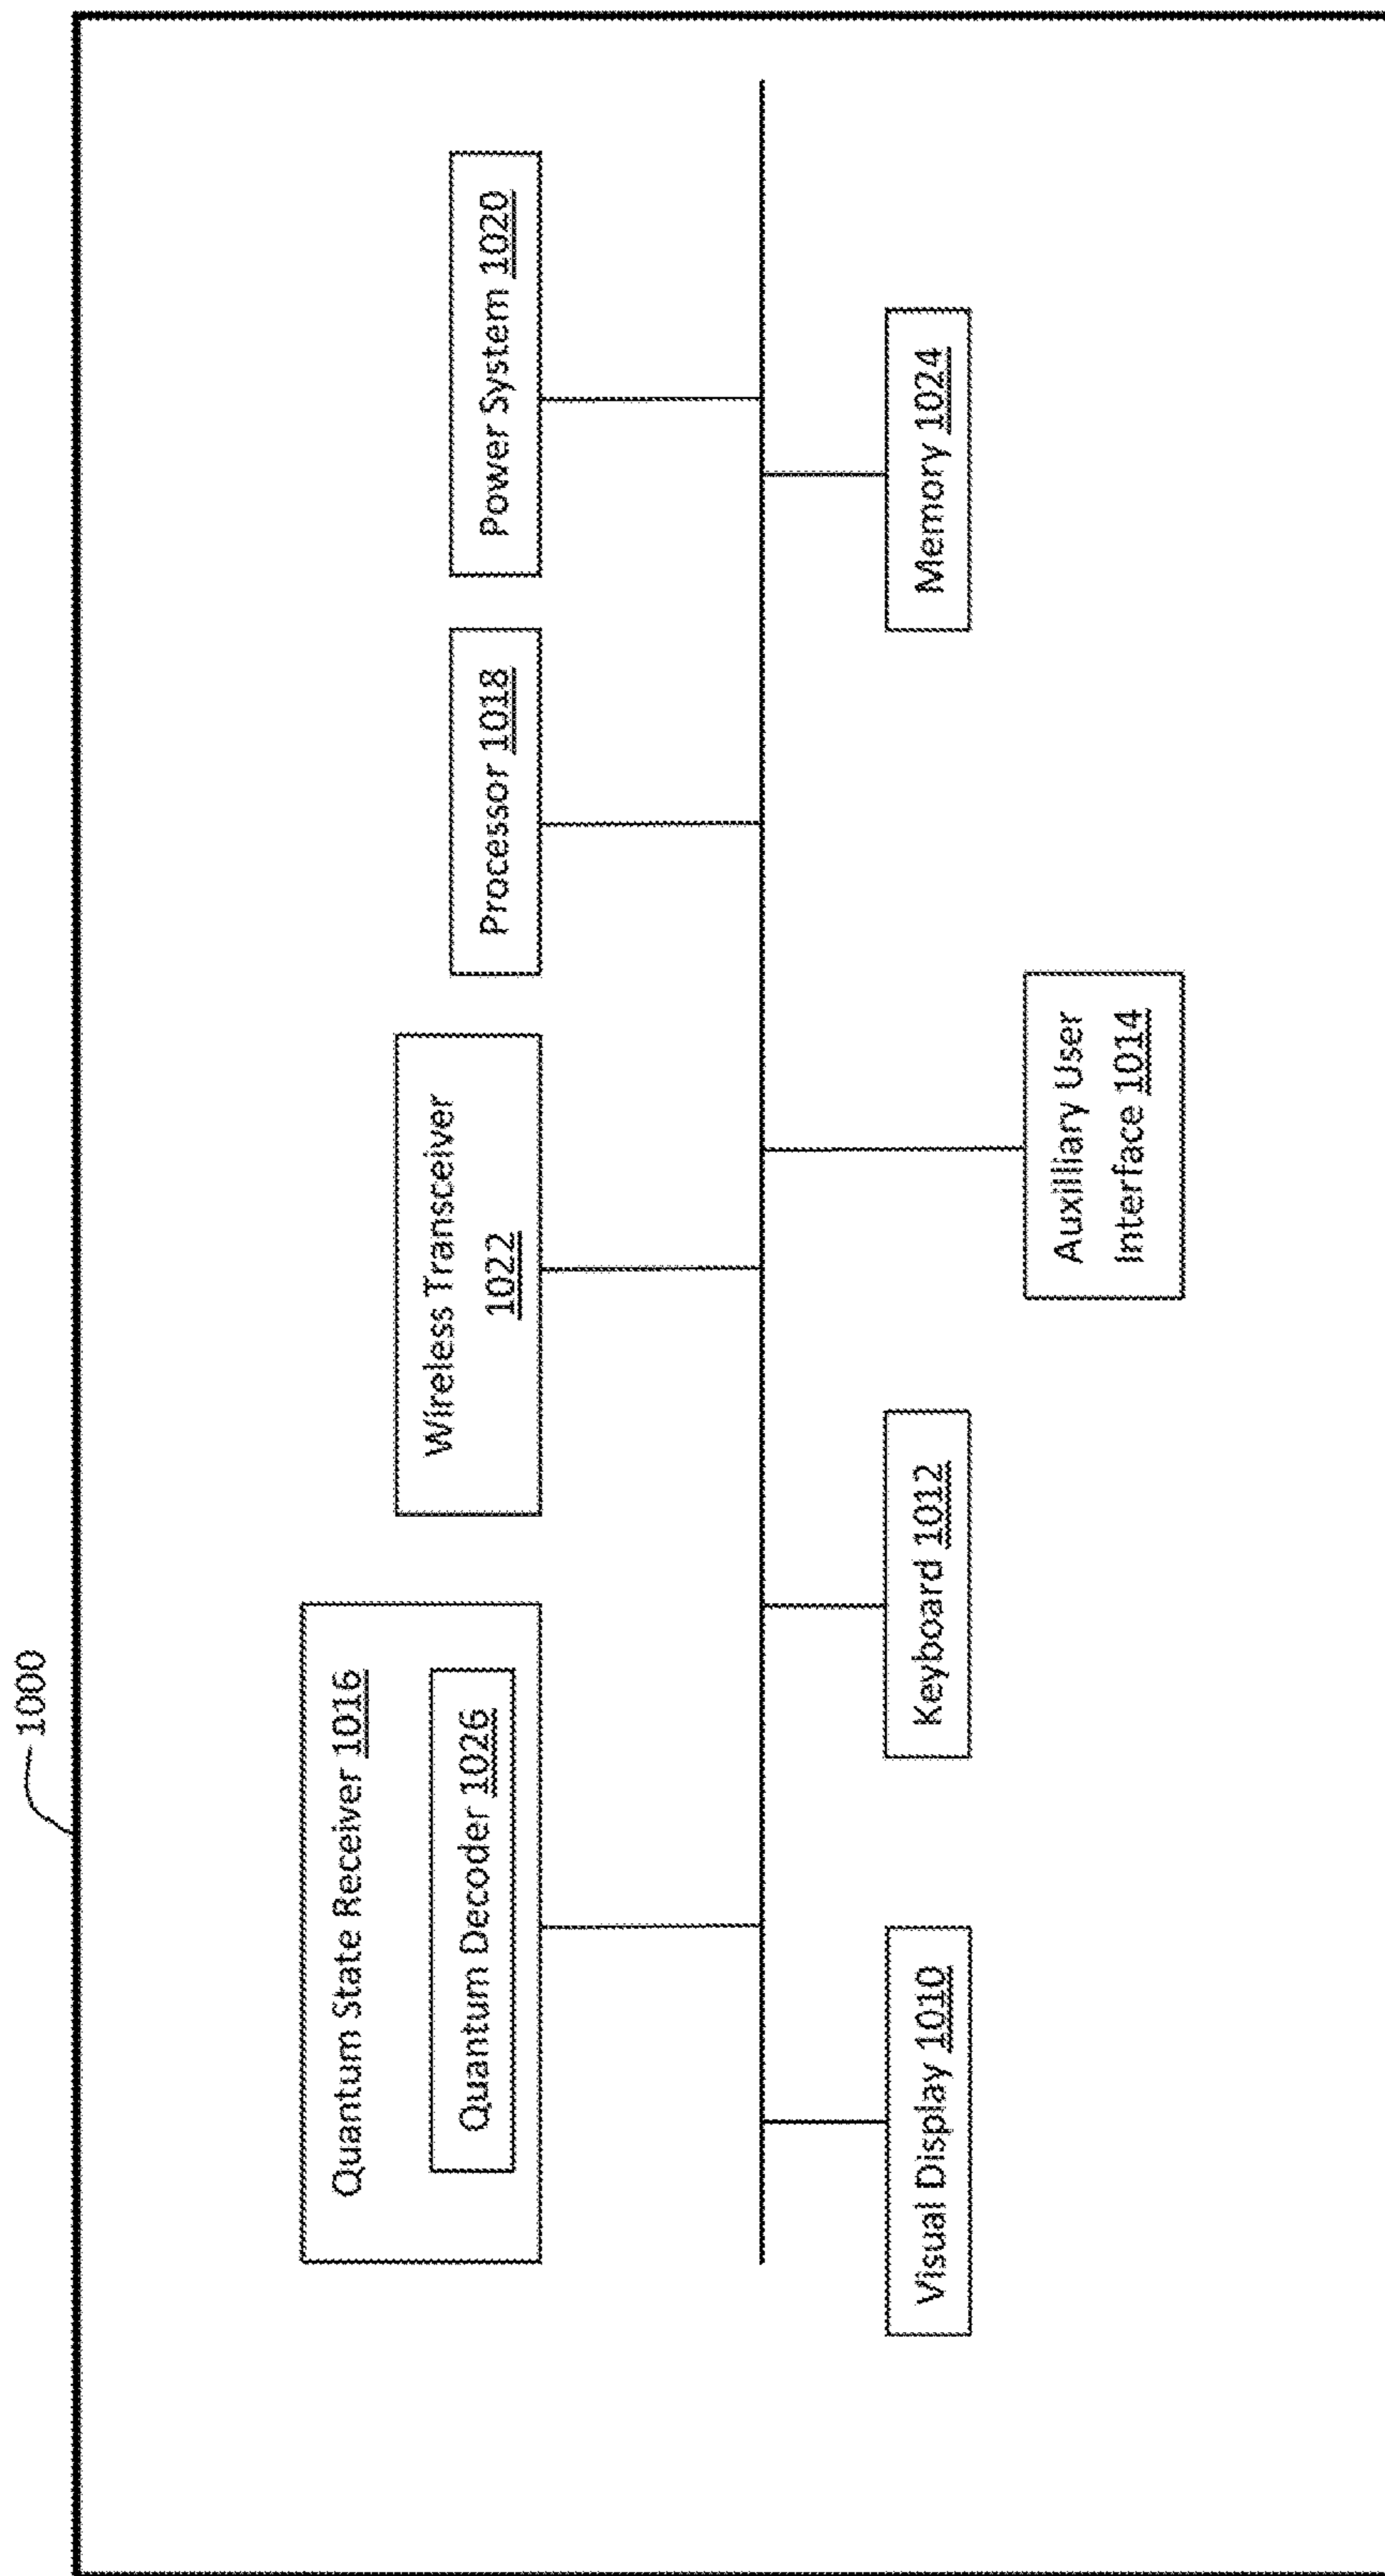 1000
Quantum State Receiver 1016
Quantum Decoder 1026
Wireless Transceiver
1022
Processor 1018
Power System 1020
Visual Display 1010
Keyboard 1012
Auxiliary User
Interface 1014
Memory 1024